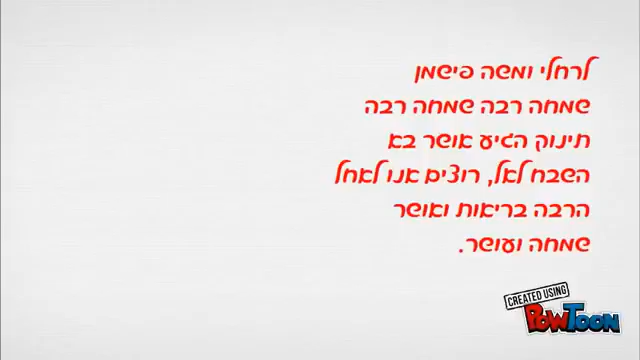 לרחלי ומשה פישמן
שמחה רבה שמחה רבה
תינוק הגיע אושר בא
השבח לאל, רוצים אנו לאחל
הרבה בריאות ואושר
שמחה ועושר.
CREATED USING
POWTOON